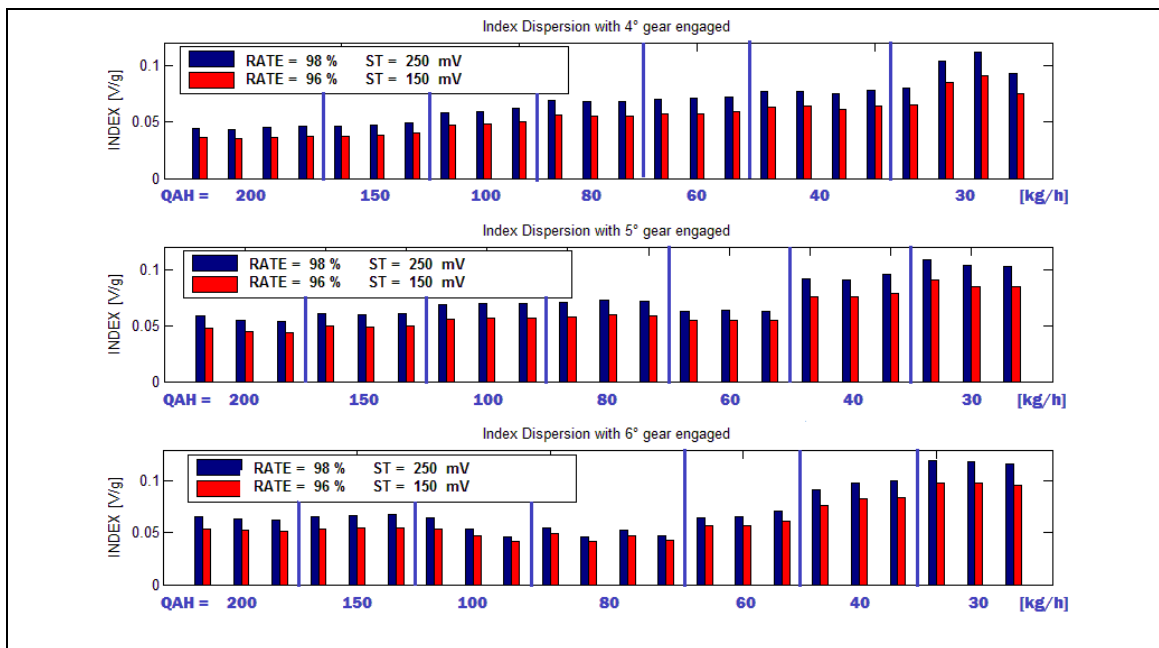 Index Dispersion with 4° gear engaged
INDEX [V/g]
0.1
0.05
0
RATE = 98 % ST = 250 mV
RATE = 96 % ST = 150 mV
QAH = 200 150 100 80 60 40 30 [kg/h]
Index Dispersion with 5° gear engaged
INDEX [V/g]
0.1
0.05
0
RATE = 98 % ST = 250 mV
RATE = 96 % ST = 150 mV
QAH = 200 150 100 80 60 40 30 [kg/h]
Index Dispersion with 6° gear engaged
INDEX [V/g]
0.1
0.05
0
RATE = 98 % ST = 250 mV
RATE = 96 % ST = 150 mV
QAH = 200 150 100 80 60 40 30 [kg/h]